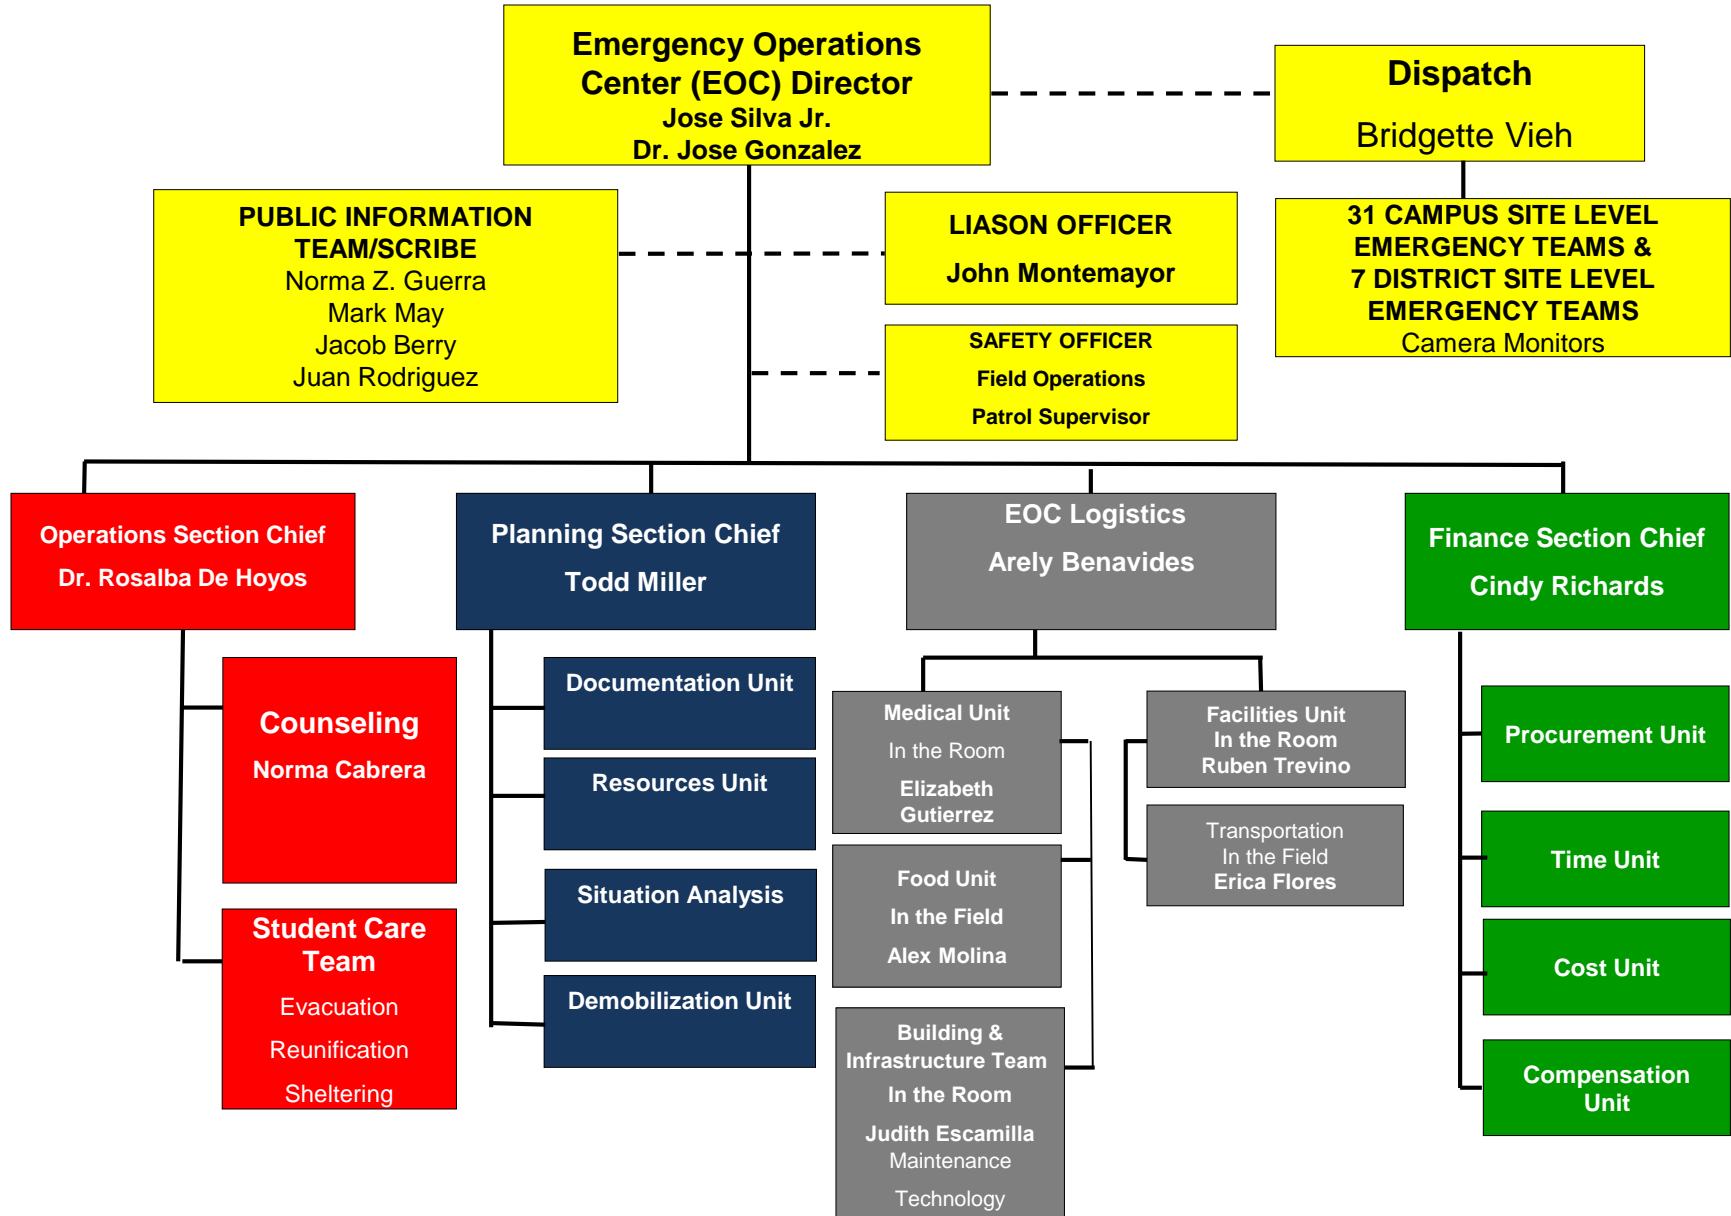 Emergency Operations
Center (EOC) Director
Jose Silva Jr.
Dr. Jose Gonzalez
Dispatch
Bridgette Vieh
PUBLIC INFORMATION
TEAM/SCRIBE
Norma Z. Guerra
Mark May
Jacob Berry
Juan Rodriguez
LIASON OFFICER
John Montemayor
31 CAMPUS SITE LEVEL
EMERGENCY TEAMS &
7 DISTRICT SITE LEVEL
EMERGENCY TEAMS
Camera Monitors
SAFETY OFFICER
Field Operations
Patrol Supervisor
Operations Section Chief
Dr. Rosalba De Hoyos
Planning Section Chief
Todd Miller
EOC Logistics
Arely Benavides
Finance Section Chief
Cindy Richards
Counseling
Norma Cabrera
Student Care
Team
Evacuation
Reunification
Sheltering
Documentation Unit
Resources Unit
Situation Analysis
Demobilization Unit
Medical Unit
In the Room
Elizabeth
Gutierrez
Food Unit
In the Field
Alex Molina
Building &
Infrastructure Team
In the Room
Judith Escamilla
Maintenance
Technology
Facilities Unit
In the Room
Ruben Trevino
Transportation
In the Field
Erica Flores
Procurement Unit
Time Unit
Cost Unit
Compensation
Unit